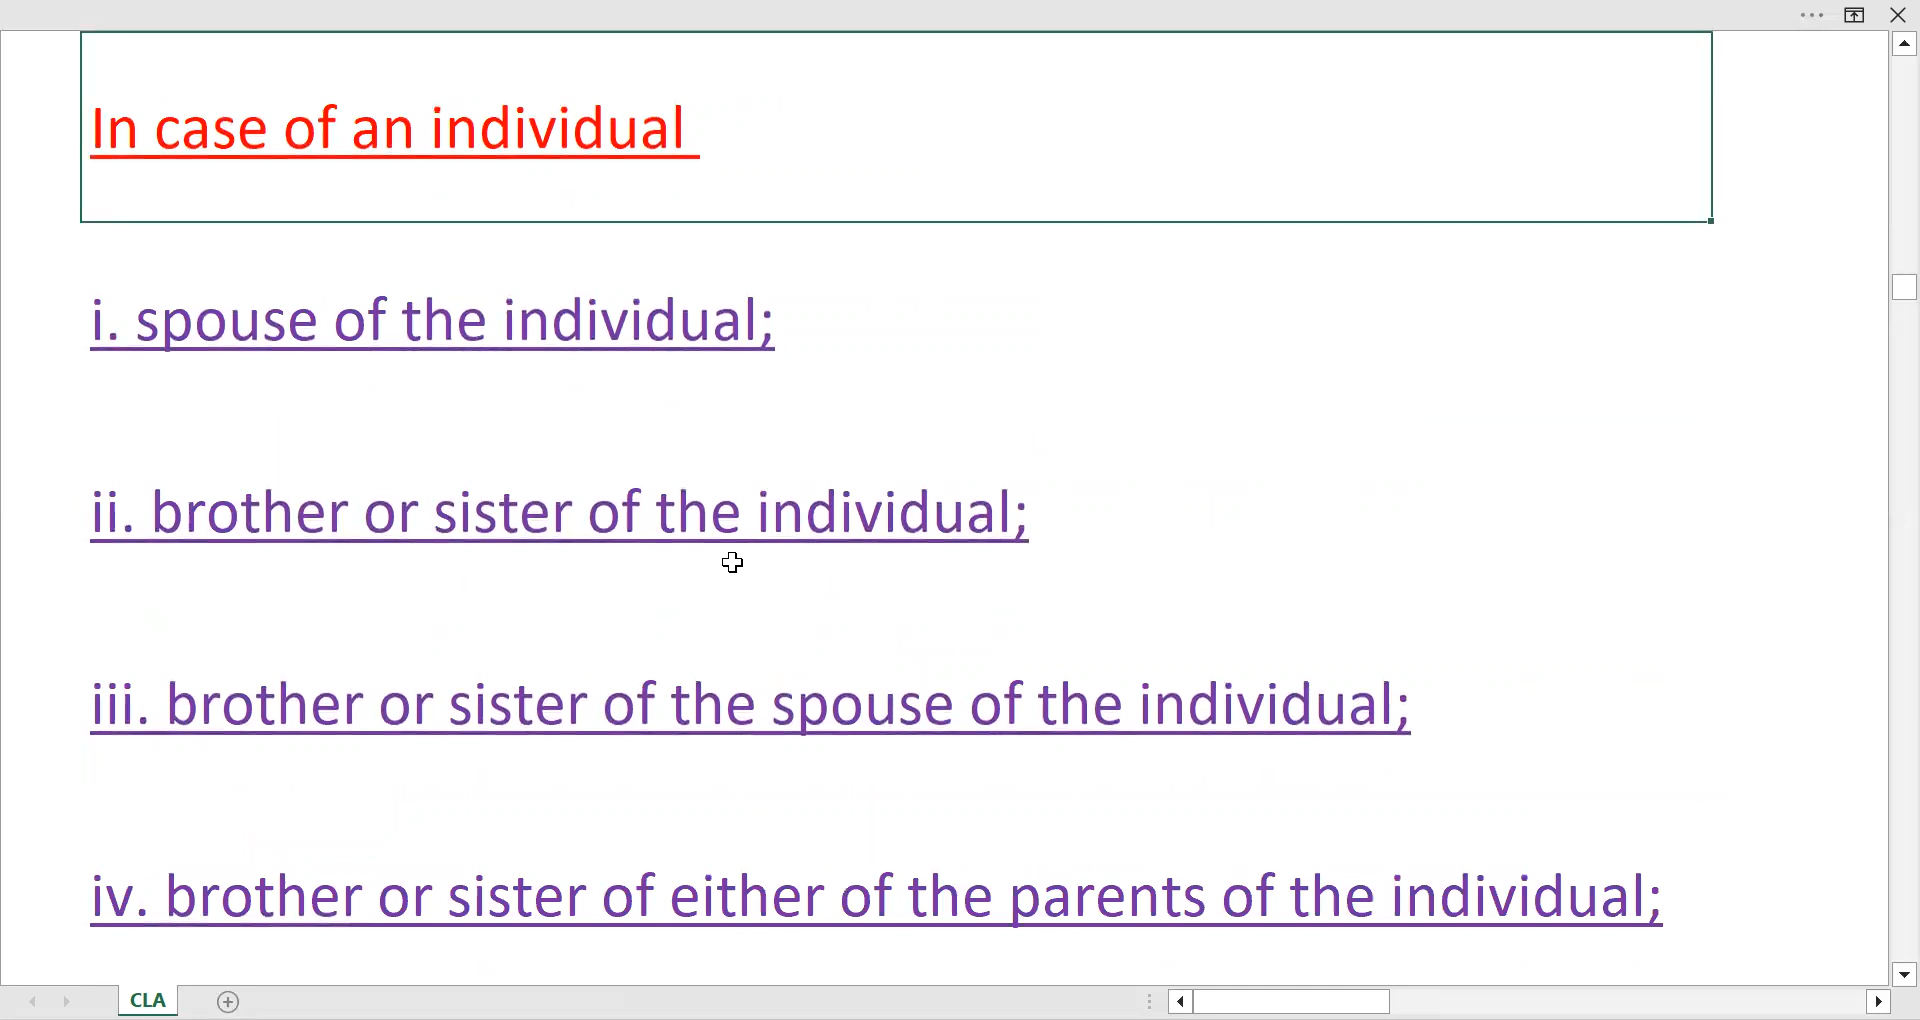 In case of an individual
i. spouse of the individual;
ii. brother or sister of the individual;
iii. brother or sister of the spouse of the individual;
iv. brother or sister of either of the parents of the individual;
CLA